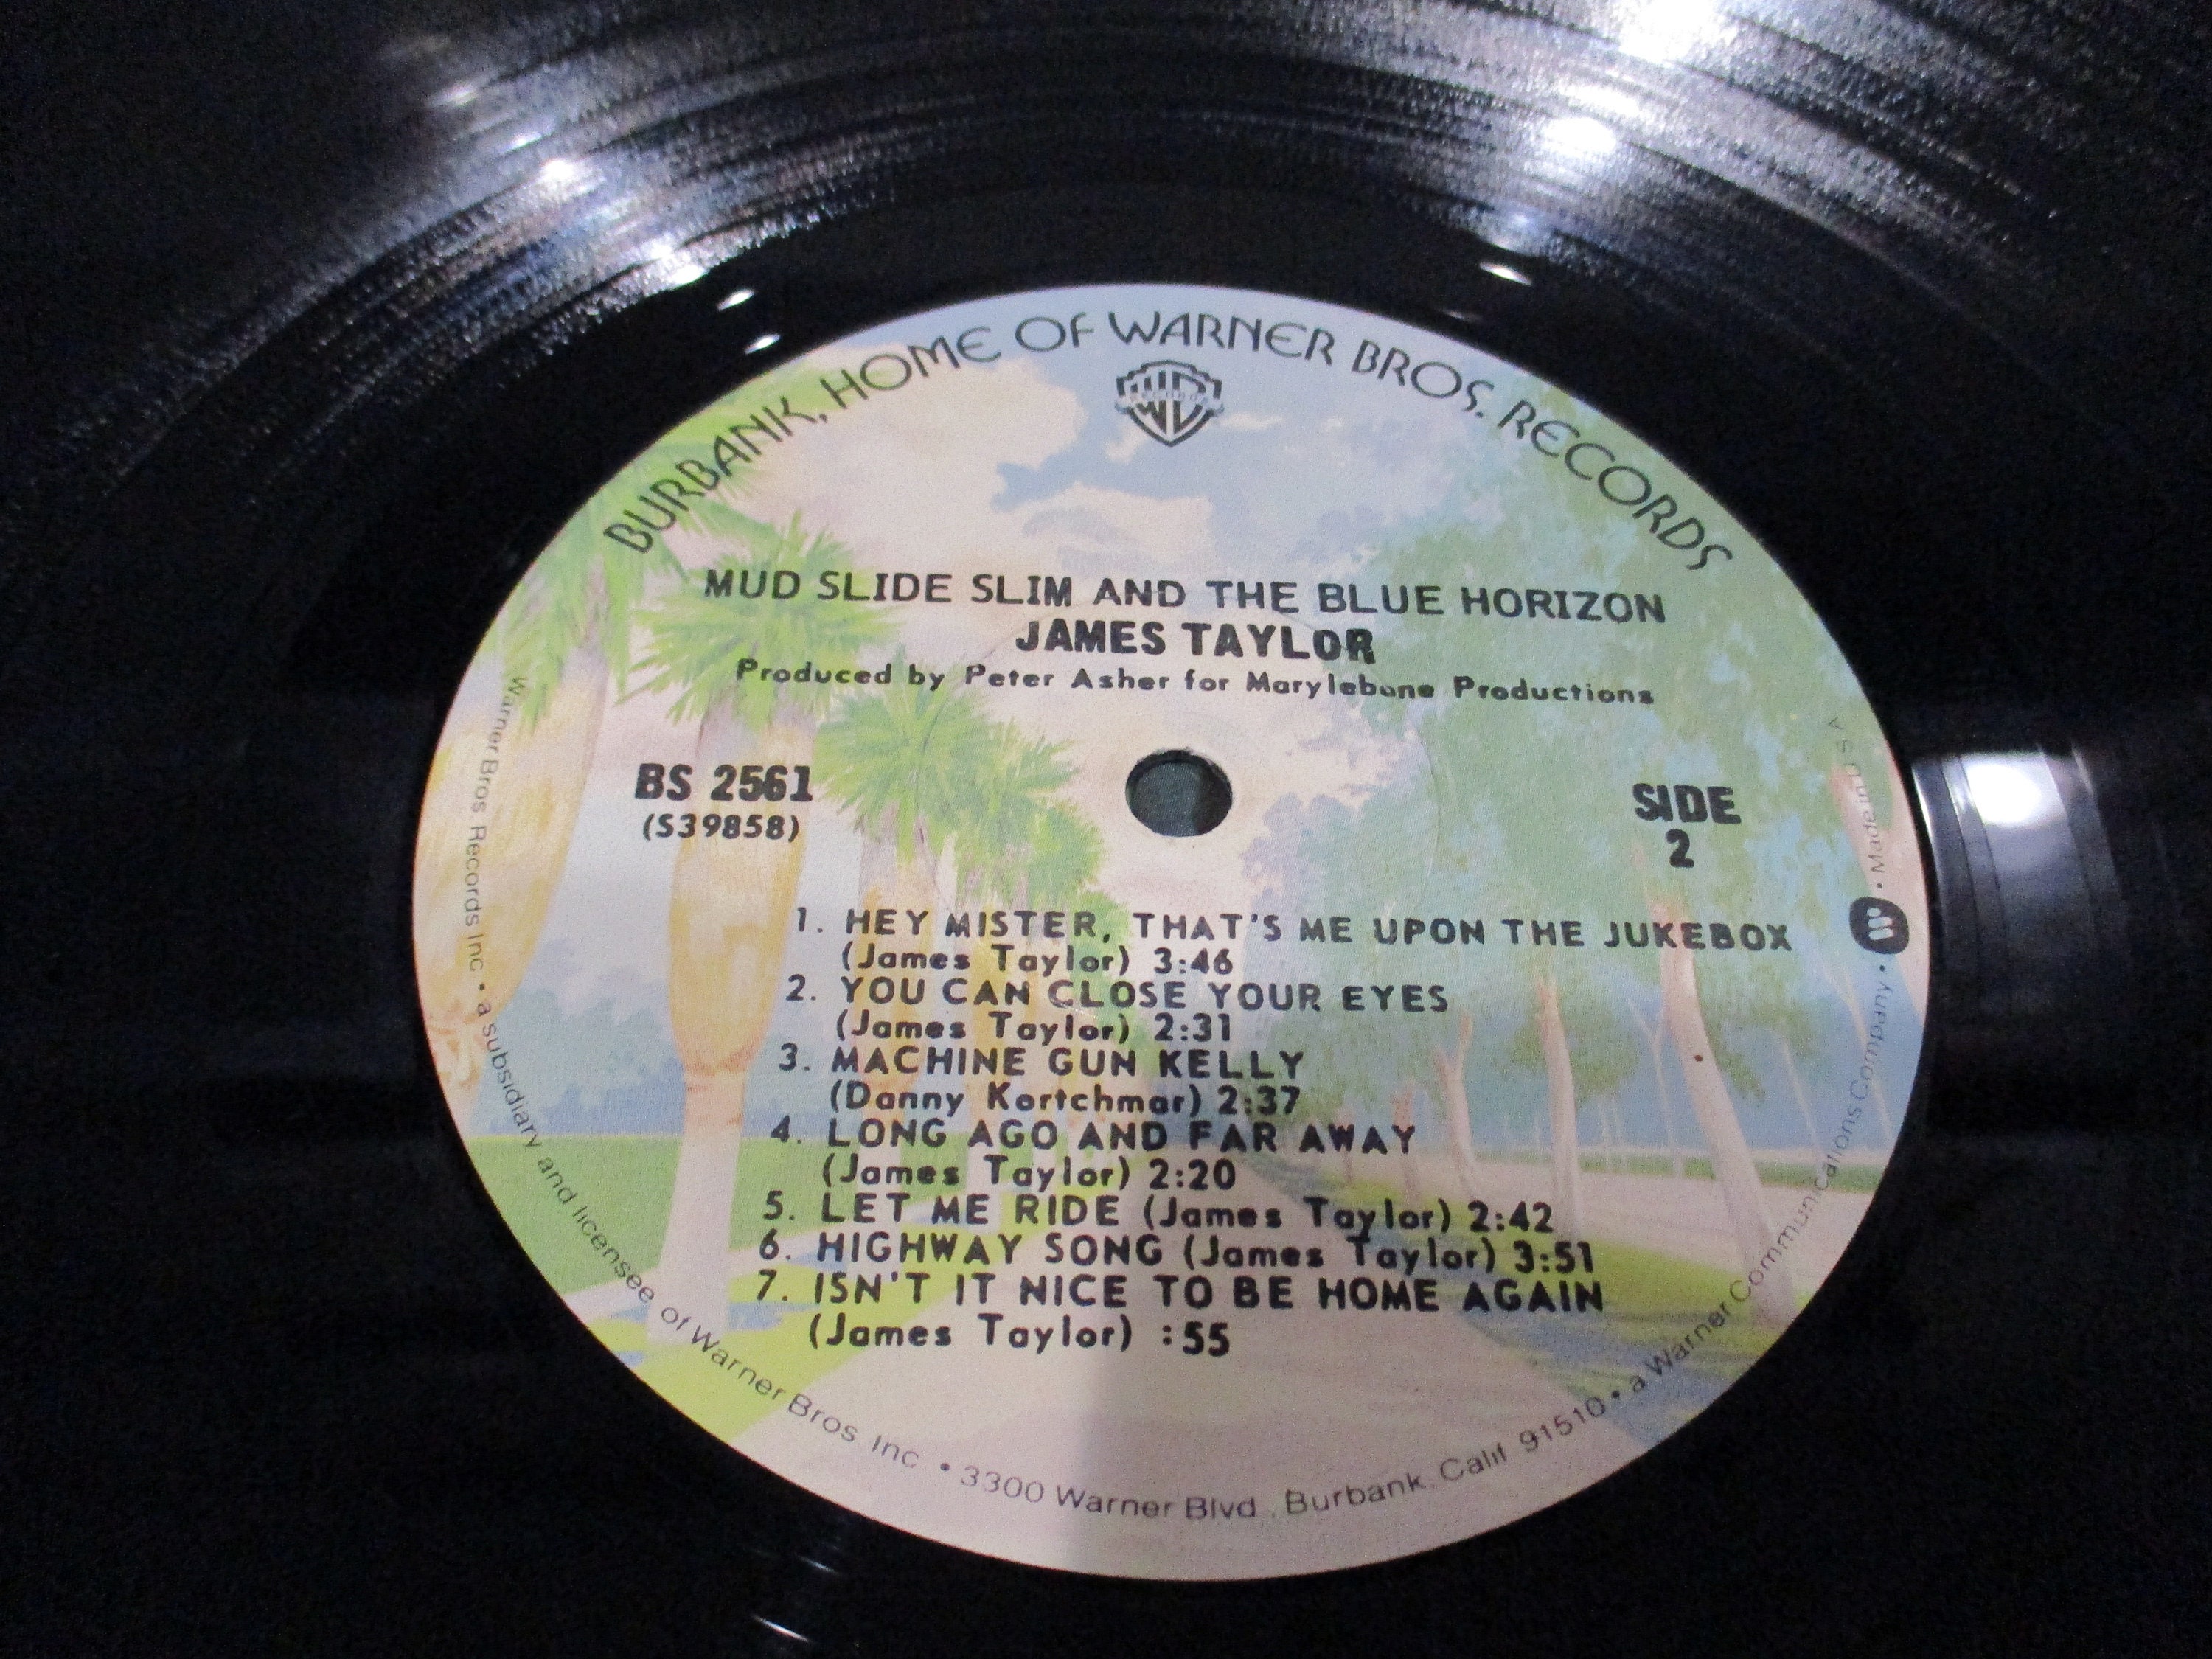 BURBANK, HOME OF WARNER BROS. RECORDS
MUD SLIDE SLIM AND THE BLUE HORIZON
JAMES TAYLOR
Produced by Peter Asher for Marylebone Productions
BS 2561
(S39858)
SIDE
2
1. HEY MISTER, THAT'S ME UPON THE JUKEBOX
(James Taylor) 3:46
2. YOU CAN CLOSE YOUR EYES
(James Taylor) 2:31
3. MACHINE GUN KELLY
(Danny Kortchmar) 2:37
4. LONG AGO AND FAR AWAY
(James Taylor) 2:20
5. LET ME RIDE (James Taylor) 2:42
6. HIGHWAY SONG (James Taylor) 3:51
7. ISN'T IT NICE TO BE HOME AGAIN
(James Taylor) :55
Warner Bros Records Inc • a subsidiary and licensee of Warner Bros Inc • 3300 Warner Blvd., Burbank, Calif 91510 • a Warner Communications Company • Made in U S A